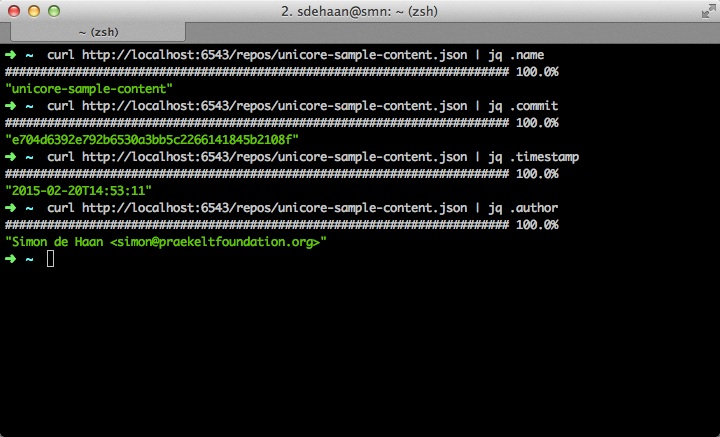 2. sdehaan@smn: ~ (zsh)
~ (zsh)
➜ ~ curl http://localhost:6543/repos/unicore-sample-content.json | jq .name
######################################################################## 100.0%
"unicore-sample-content"
➜ ~ curl http://localhost:6543/repos/unicore-sample-content.json | jq .commit
######################################################################## 100.0%
"e704d6392e792b6530a3bb5c2266141845b2108f"
➜ ~ curl http://localhost:6543/repos/unicore-sample-content.json | jq .timestamp
######################################################################## 100.0%
"2015-02-20T14:53:11"
➜ ~ curl http://localhost:6543/repos/unicore-sample-content.json | jq .author
######################################################################## 100.0%
"Simon de Haan <simon@praekeltfoundation.org>"
➜ ~